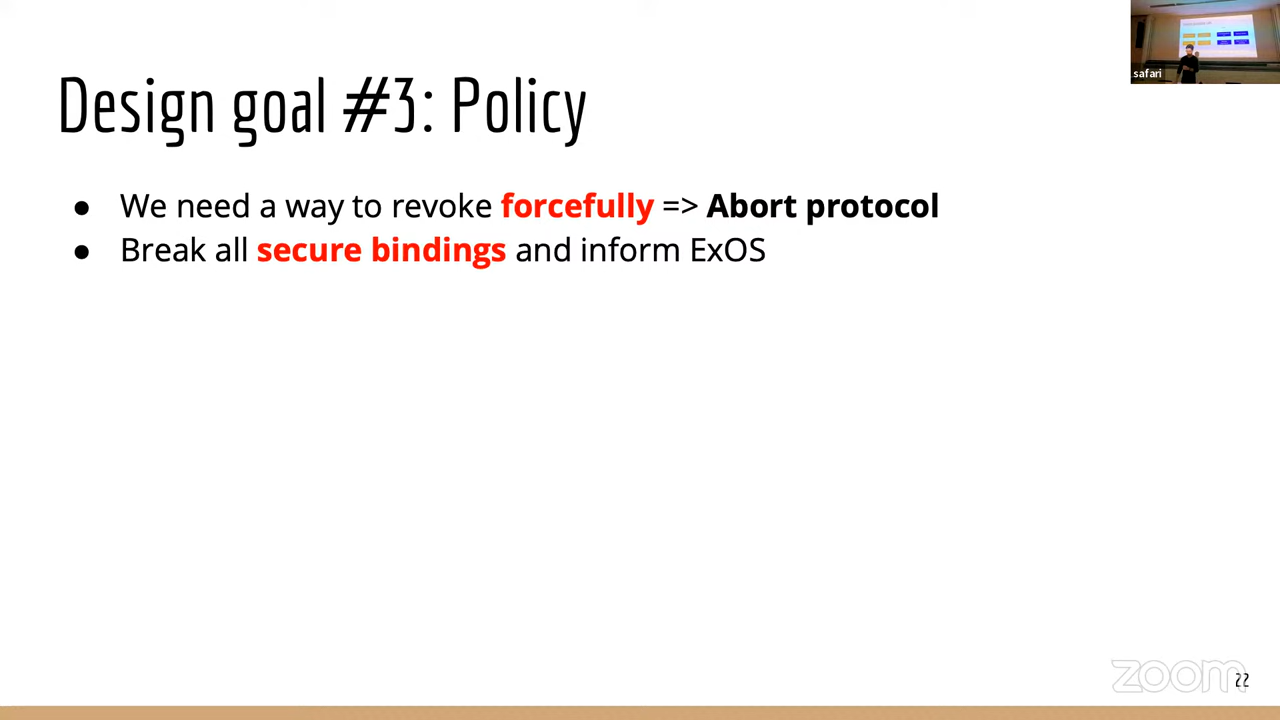 safari
Design goal #3: Policy
● We need a way to revoke forcefully => Abort protocol
● Break all secure bindings and inform ExOS
zoom
22